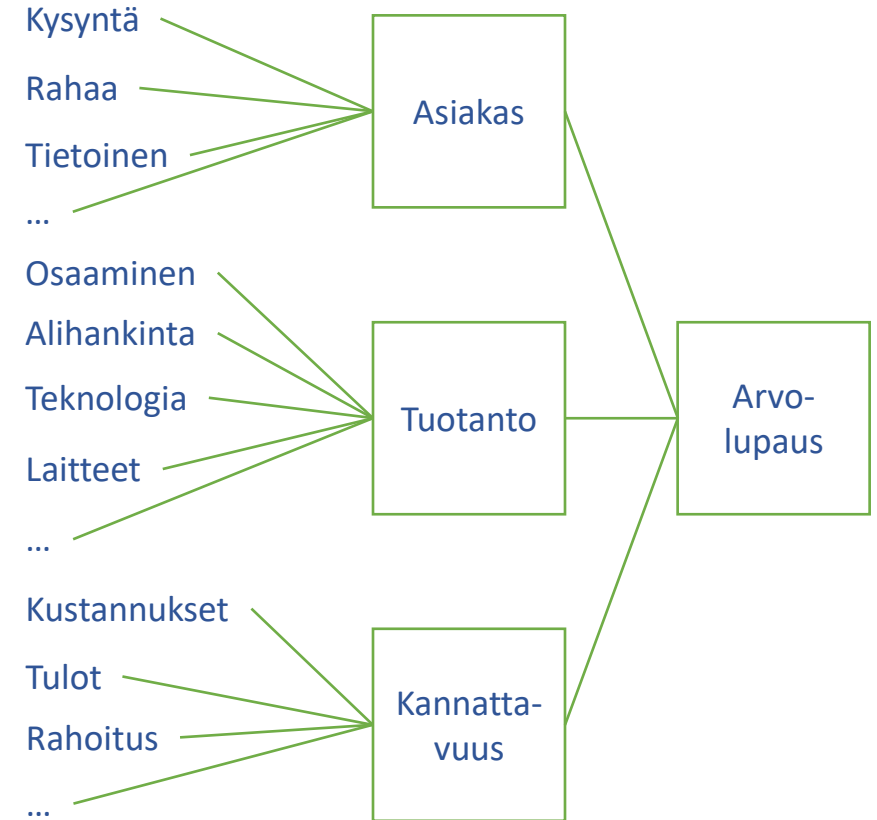 Kysyntä
Rahaa
Tietoinen
...
Asiakas
Osaaminen
Alihankinta
Teknologia
Laitteet
...
Tuotanto
Kustannukset
Tulot
Rahoitus
...
Kannatta-
vuus
Arvo-
lupaus